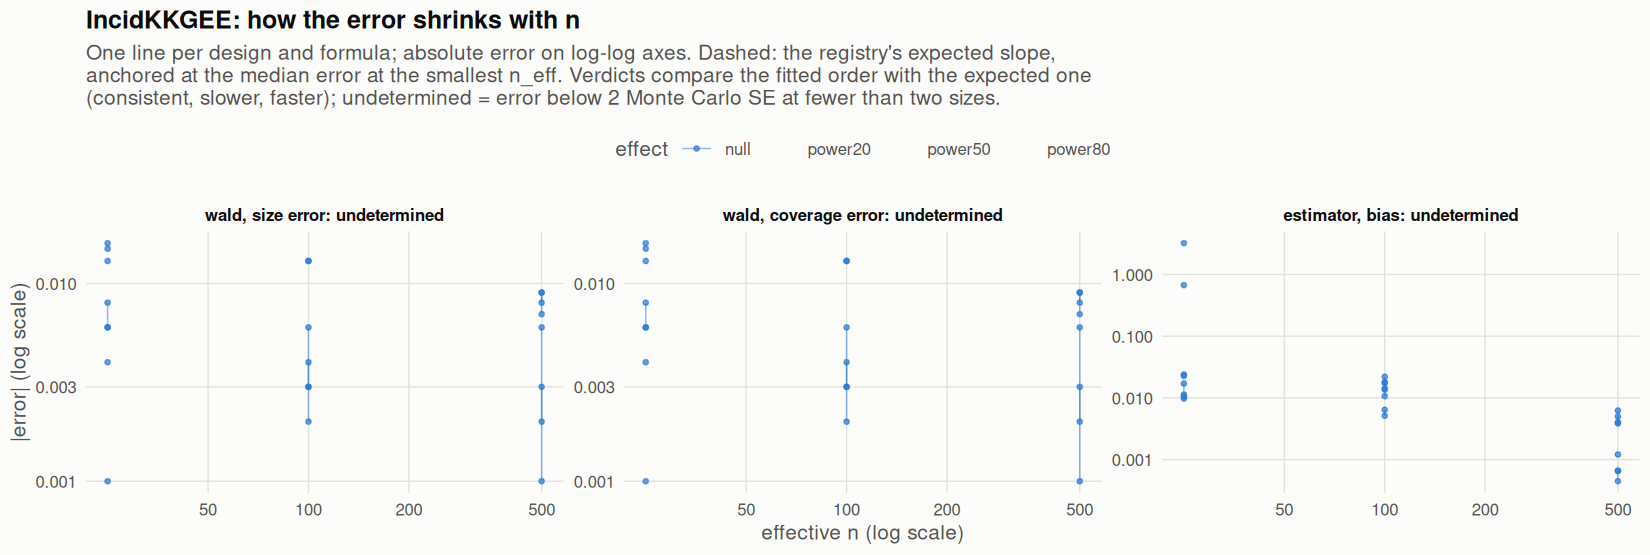 IncidKKGEE: how the error shrinks with n
One line per design and formula; absolute error on log-log axes. Dashed: the registry's expected slope,
anchored at the median error at the smallest n_eff. Verdicts compare the fitted order with the expected one
(consistent, slower, faster); undetermined = error below 2 Monte Carlo SE at fewer than two sizes.
effect null power20 power50 power80
wald, size error: undetermined
wald, coverage error: undetermined
estimator, bias: undetermined
|error| (log scale)
0.010
0.003
0.001
0.010
0.003
0.001
1.000
0.100
0.010
0.001
50 100 200 500
50 100 200 500
50 100 200 500
effective n (log scale)